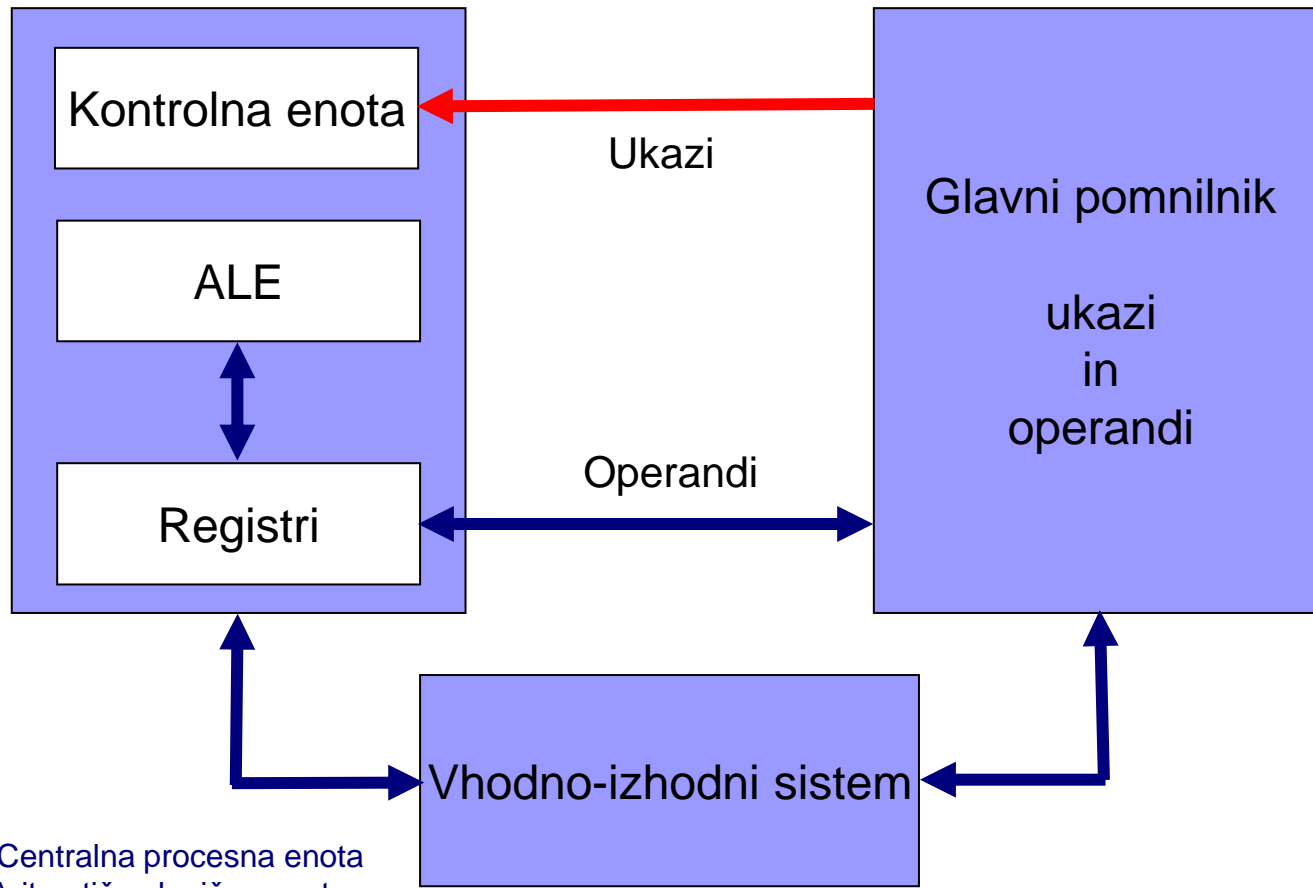 Kontrolna enota
Ukazi
ALE
Operandi
Registri
Glavni pomnilnik
ukazi
in
operandi
Vhodno-izhodni sistem
Centralna procesna enota